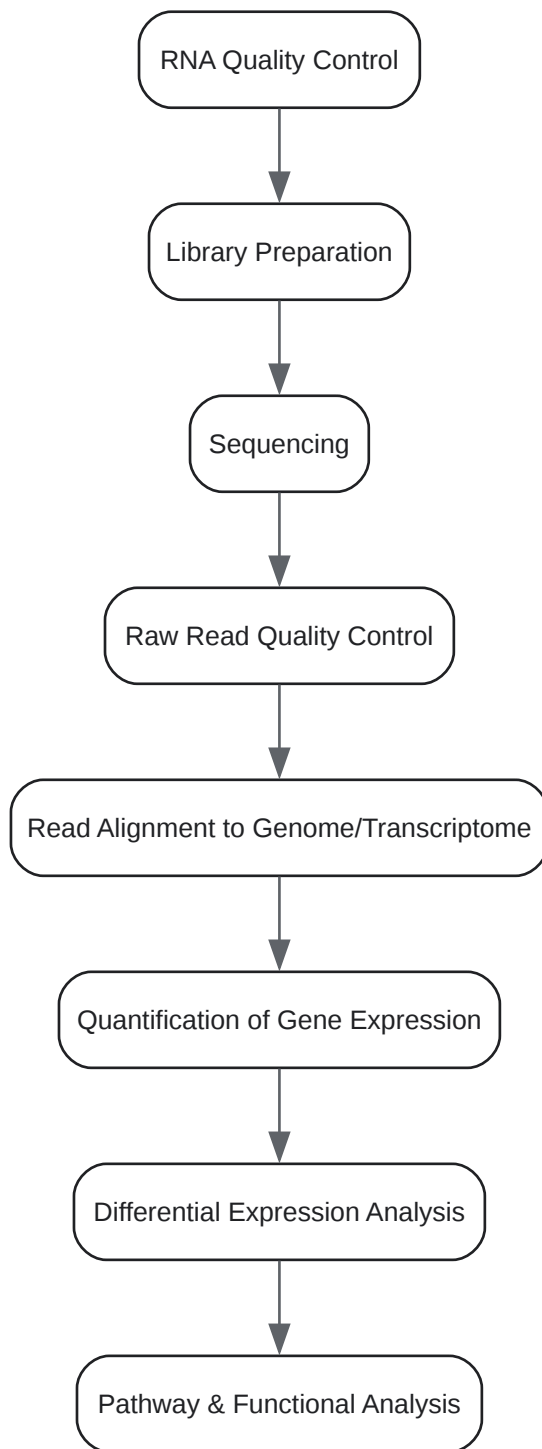 RNA Quality Control
Library Preparation
Sequencing
Raw Read Quality Control
Read Alignment to Genome/Transcriptome
Quantification of Gene Expression
Differential Expression Analysis
Pathway & Functional Analysis